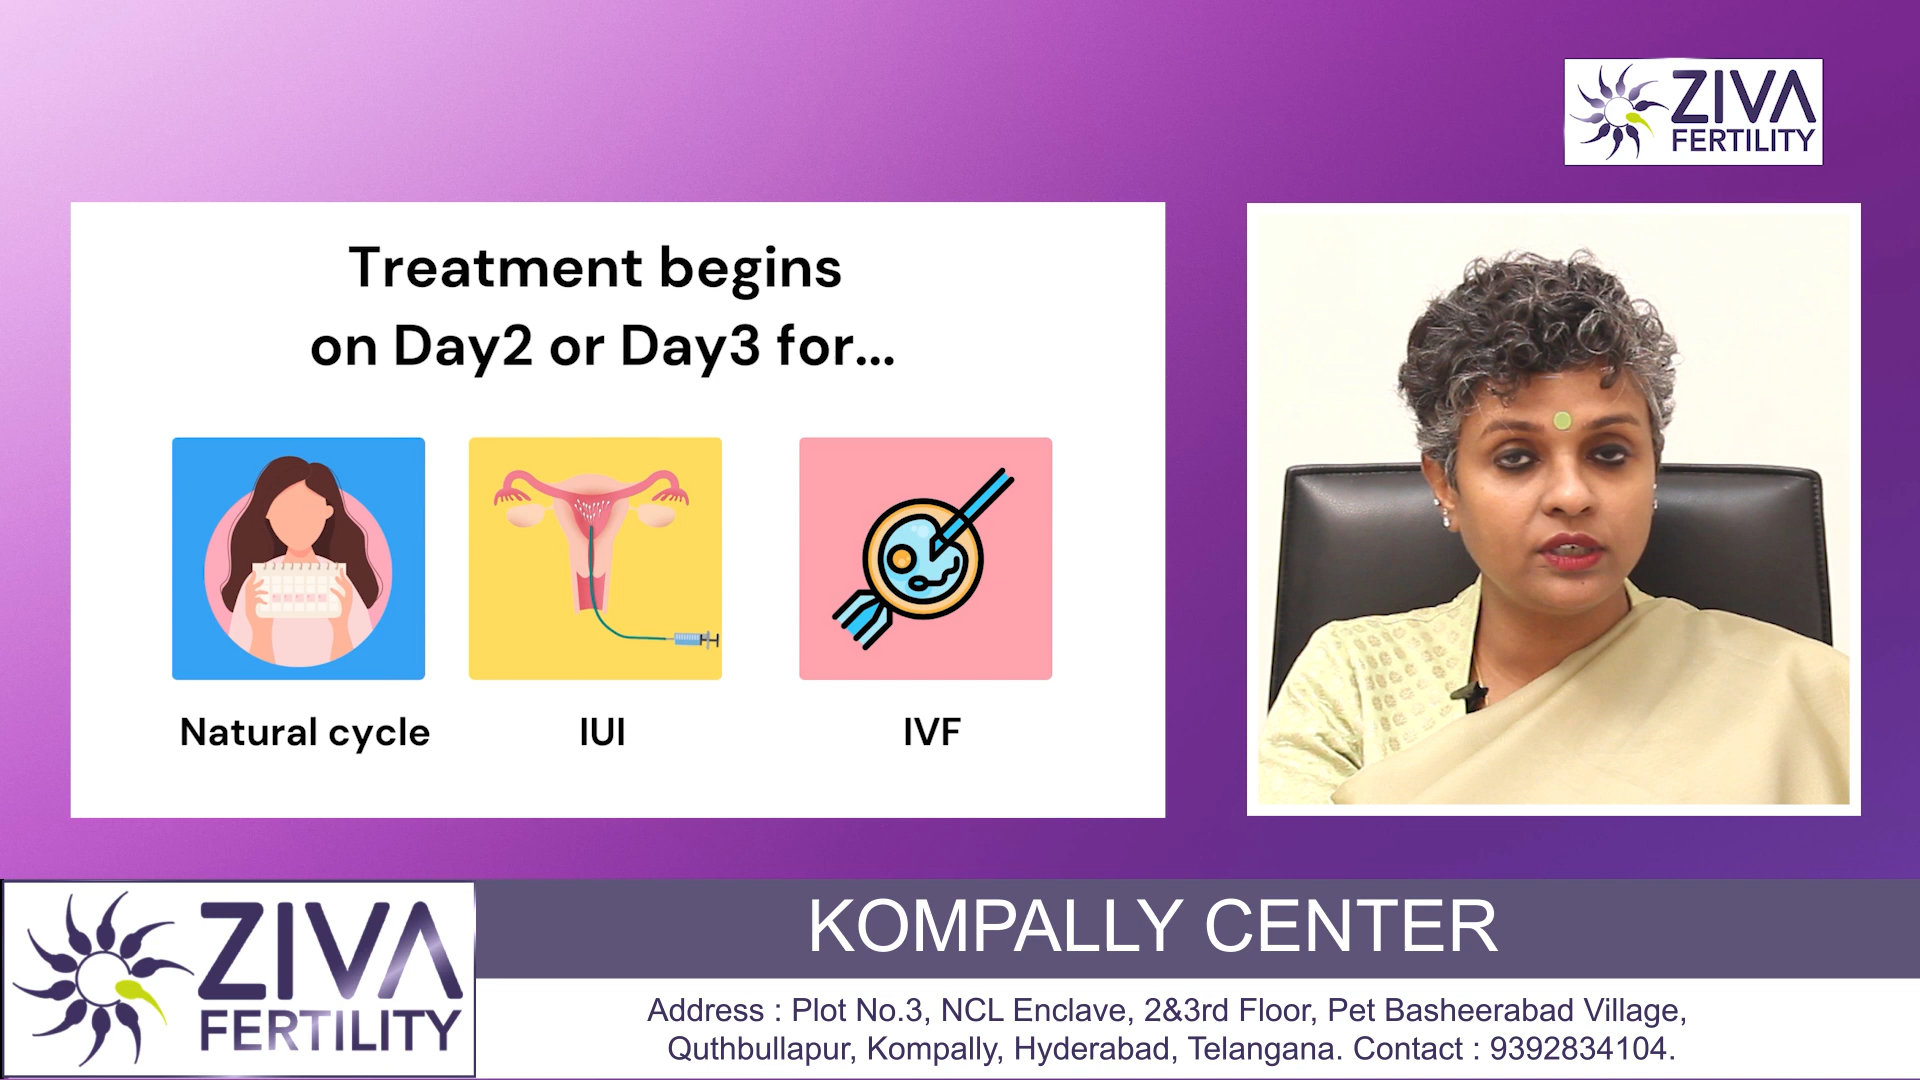 ZIVA
FERTILITY
Treatment begins
on Day2 or Day3 for...
Natural cycle
IUI
IVF
ZIVA
FERTILITY
KOMPALLY CENTER
Address : Plot No.3, NCL Enclave, 2&3rd Floor, Pet Basheerabad Village,
Quthbullapur, Kompally, Hyderabad, Telangana. Contact : 9392834104.